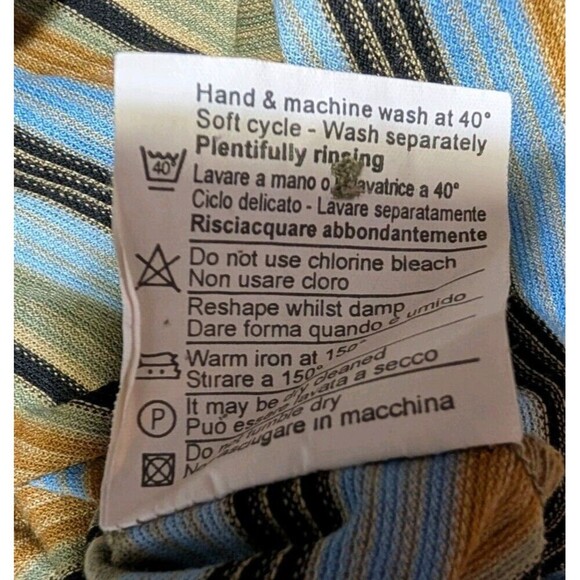 Hand & machine wash at 40°
Soft cycle - Wash separately
Plentifully rinsing
40
Lavare a mano o lavatrice a 40°
Ciclo delicato - Lavare separatamente
Risciacquare abbondantemente
Do not use chlorine bleach
Non usare cloro
Reshape whilst damp
Dare forma quando è umido
Warm iron at 150°
Stirare a 150°
P
It may be dry cleaned
Può essere lavata a secco
Do not tumble dry
asciugare in macchina